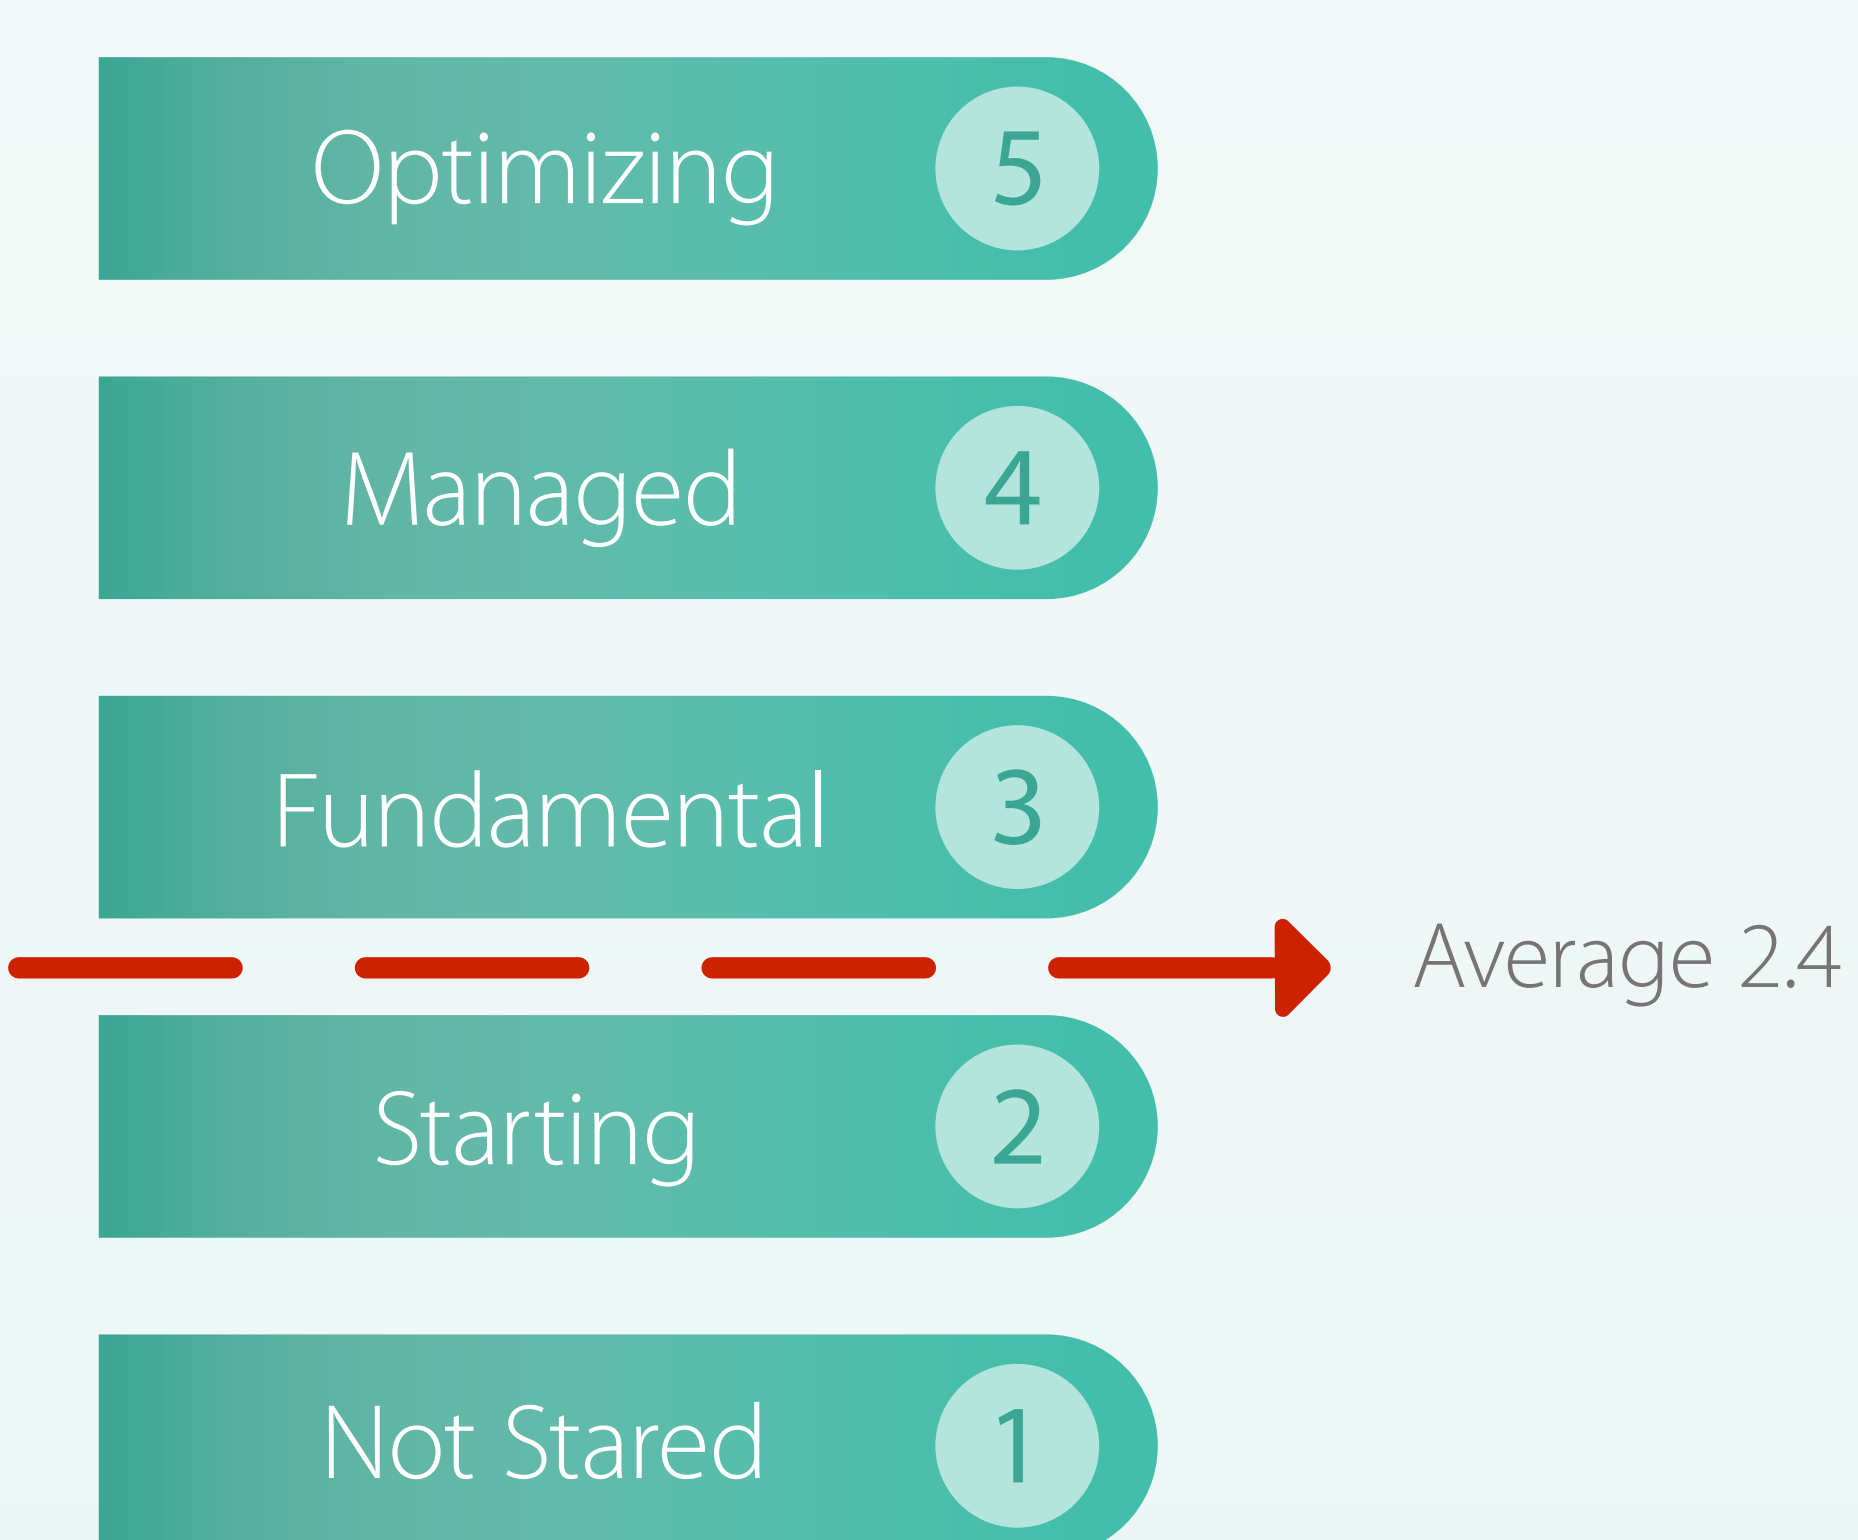 Optimizing 5
Managed 4
Fundamental 3
Average 2.4
Starting 2
Not Stared 1